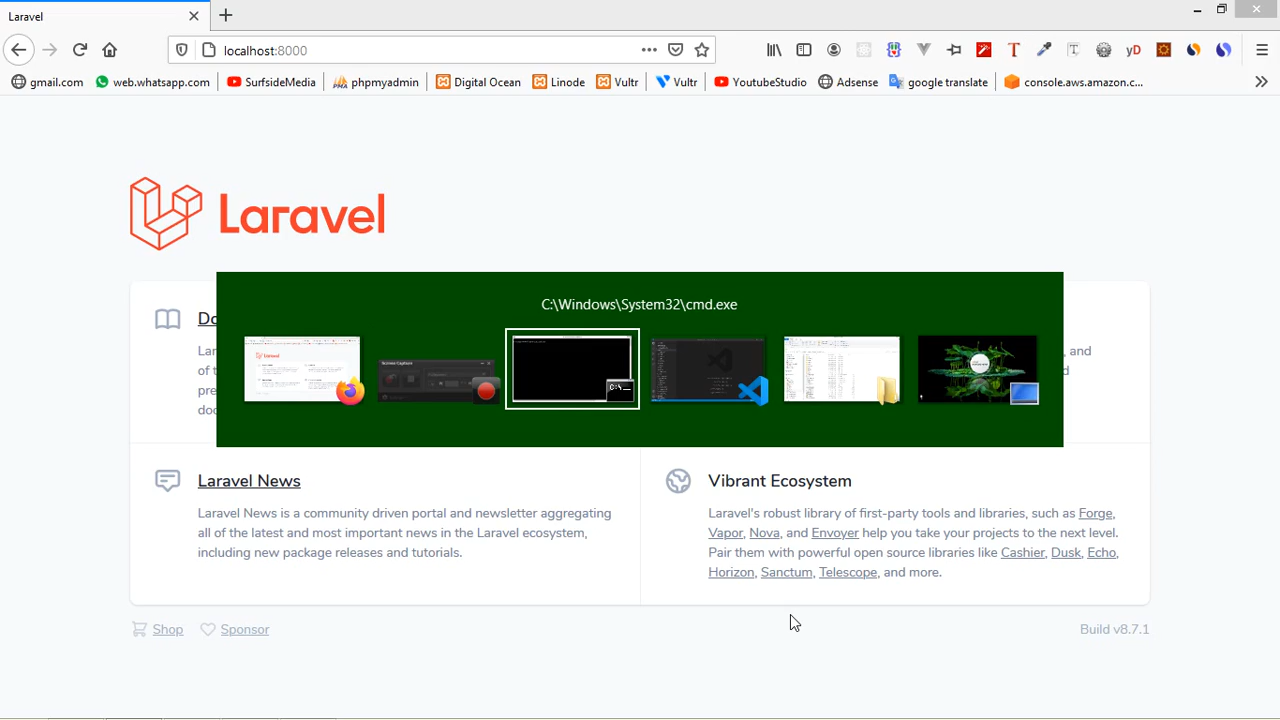 Laravel
localhost:8000
gmail.com
web.whatsapp.com
SurfsideMedia
phpmyadmin
Digital Ocean
Linode
Vultr
Vultr
YoutubeStudio
Adsense
google translate
console.aws.amazon.c...
Laravel
C:\Windows\System32\cmd.exe
and
Laravel News
Laravel News is a community driven portal and newsletter aggregating
all of the latest and most important news in the Laravel ecosystem,
including new package releases and tutorials.
Vibrant Ecosystem
Laravel's robust library of first-party tools and libraries, such as Forge,
Vapor, Nova, and Envoyer help you take your projects to the next level.
Pair them with powerful open source libraries like Cashier, Dusk, Echo,
Horizon, Sanctum, Telescope, and more.
Shop
Sponsor
Build v8.7.1